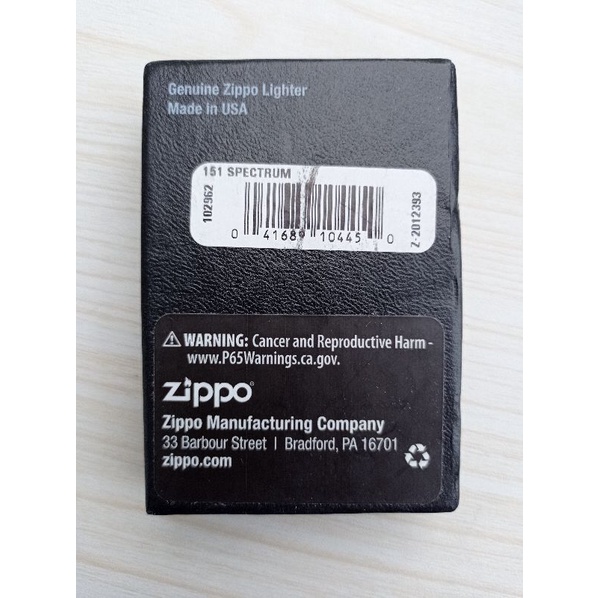 Genuine Zippo Lighter
Made in USA
151 SPECTRUM
102962
0 41689 10445 0
Z-2012393
WARNING: Cancer and Reproductive Harm -
www.P65Warnings.ca.gov.
zippo
Zippo Manufacturing Company
33 Barbour Street | Bradford, PA 16701
zippo.com